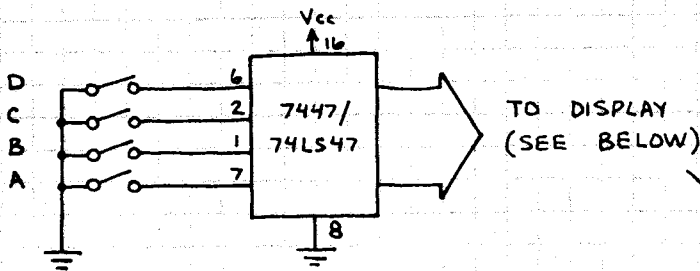 Vcc
16
D 6
C 2
B 1
A 7
7447/
74LS47
8
TO DISPLAY
(SEE BELOW)